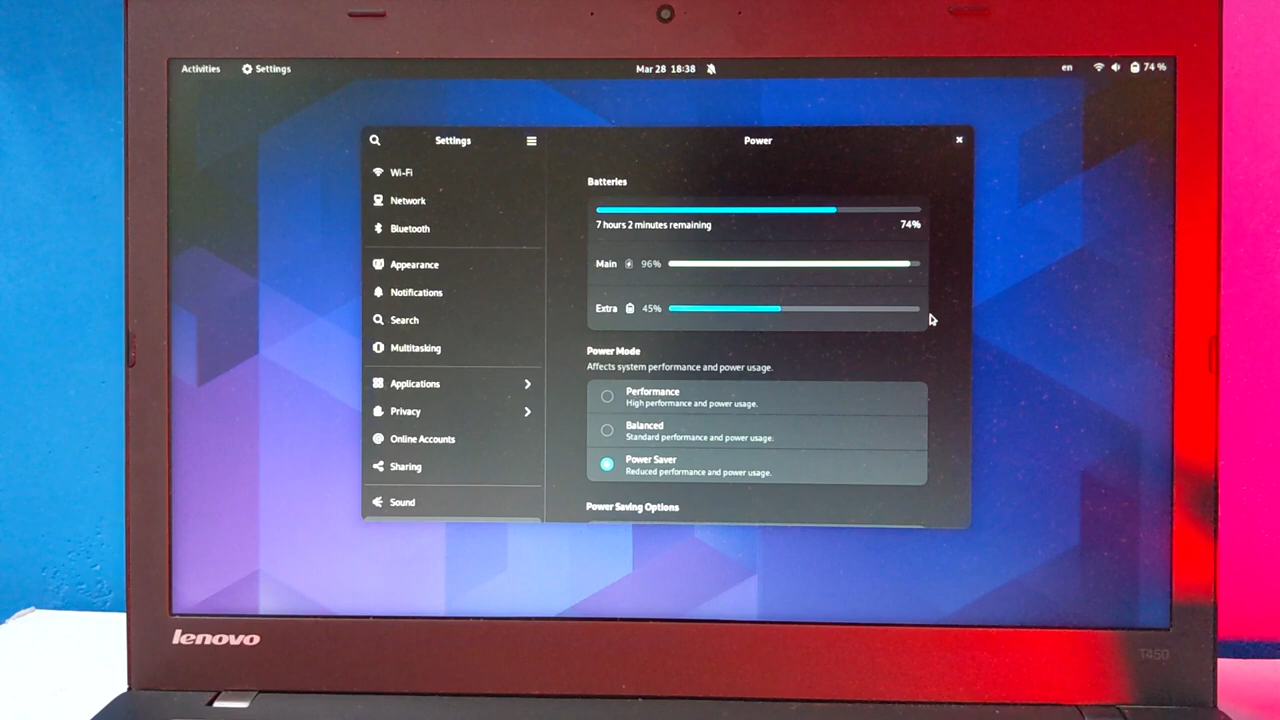 Activities
Settings
Mar 28 18:38
en
74 %
Settings
Power
Wi-Fi
Network
Bluetooth
Appearance
Notifications
Search
Multitasking
Applications
Privacy
Online Accounts
Sharing
Sound
Batteries
7 hours 2 minutes remaining
74%
Main 96%
Extra 45%
Power Mode
Affects system performance and power usage.
Performance
High performance and power usage.
Balanced
Standard performance and power usage.
Power Saver
Reduced performance and power usage.
Power Saving Options
lenovo
T450